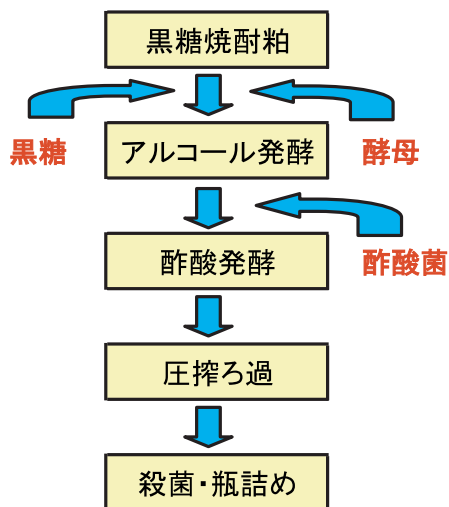 黒糖焼酎粕
黒糖
アルコール発酵
酵母
酢酸発酵
酢酸菌
圧搾ろ過
殺菌・瓶詰め